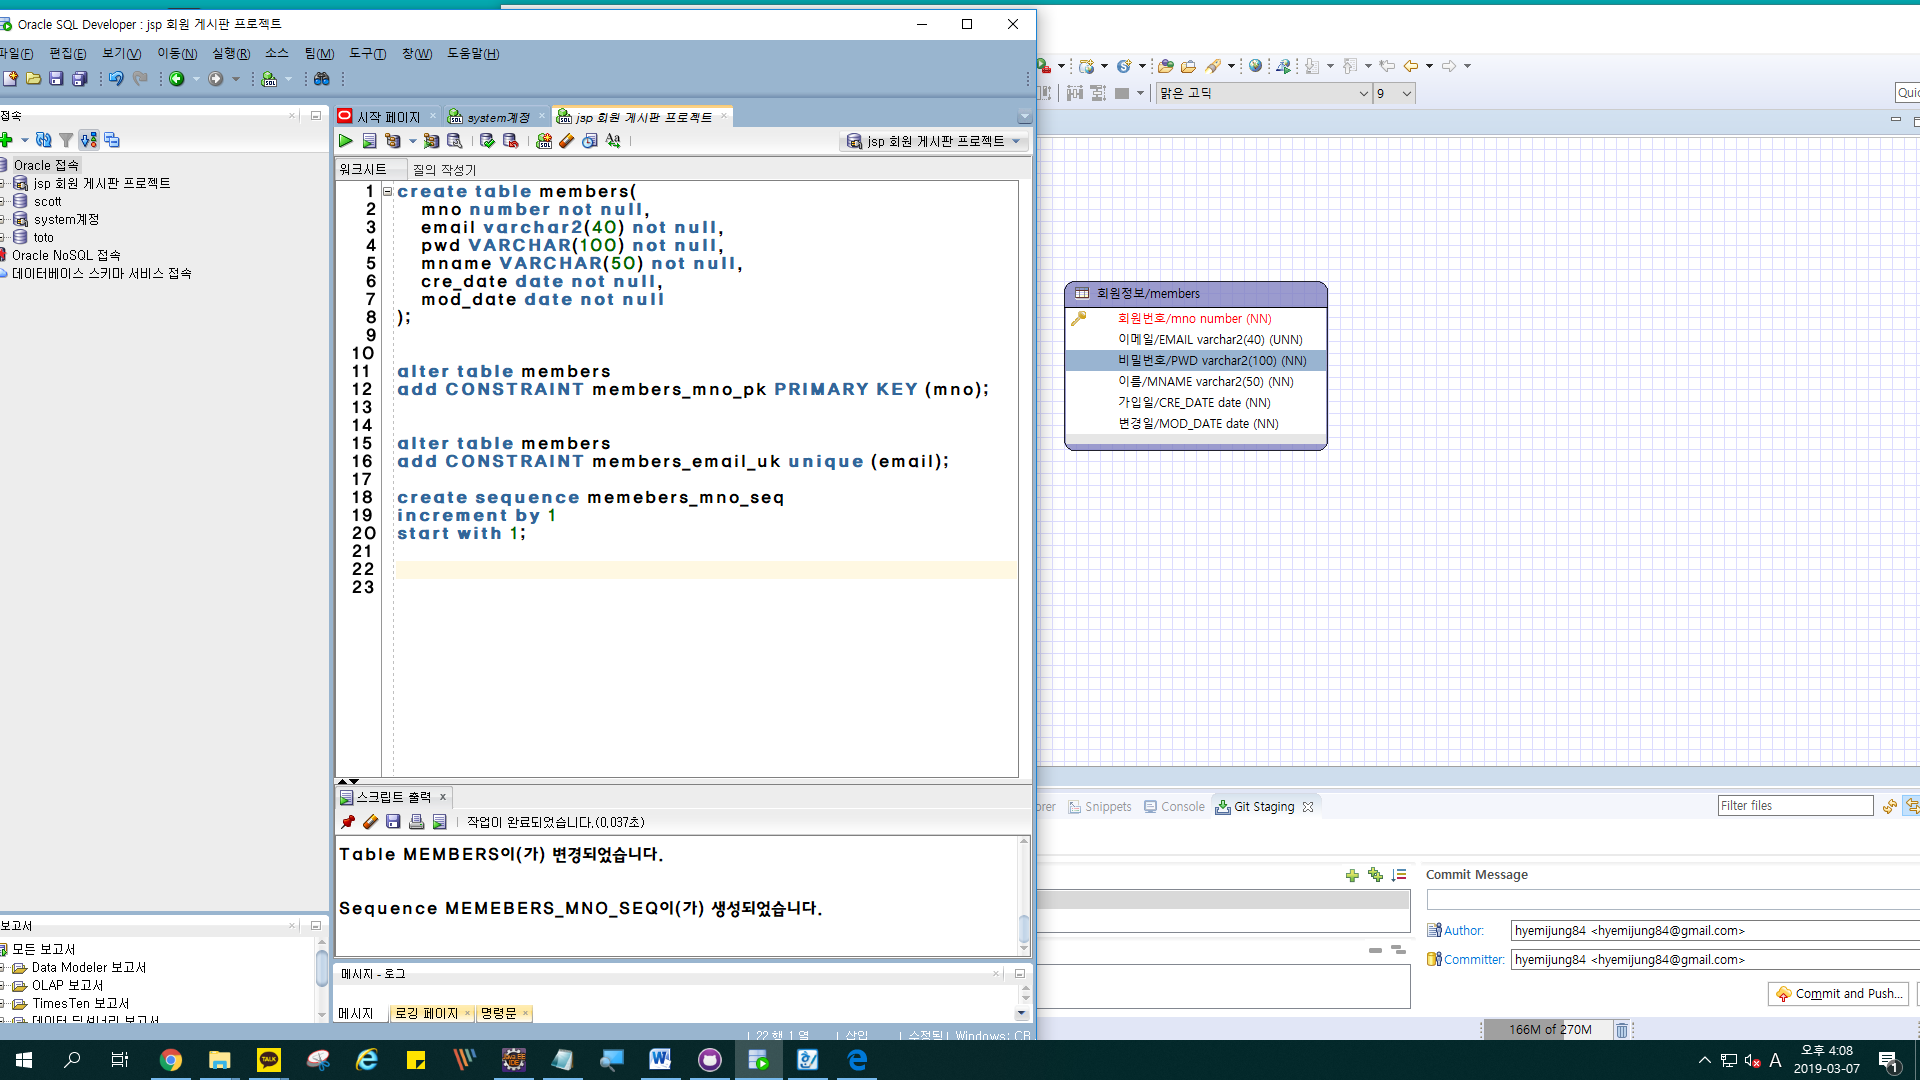 Oracle SQL Developer : jsp 회원 게시판 프로젝트
파일(F) 편집(E) 보기(V) 이동(N) 실행(R) 소스 팀(M) 도구(T) 창(W) 도움말(H)
접속
Oracle 접속
jsp 회원 게시판 프로젝트
scott
system계정
toto
Oracle NoSQL 접속
데이터베이스 스키마 서비스 접속
시작 페이지 system계정 jsp 회원 게시판 프로젝트
jsp 회원 게시판 프로젝트
워크시트 질의 작성기
1 create table members(
2 mno number not null,
3 email varchar2(40) not null,
4 pwd VARCHAR(100) not null,
5 mname VARCHAR(50) not null,
6 cre_date date not null,
7 mod_date date not null
8 );
9
10
11 alter table members
12 add CONSTRAINT members_mno_pk PRIMARY KEY (mno);
13
14
15 alter table members
16 add CONSTRAINT members_email_uk unique (email);
17
18 create sequence memebers_mno_seq
19 increment by 1
20 start with 1;
21
22
23
스크립트 출력
작업이 완료되었습니다.(0.037초)
Table MEMBERS이(가) 변경되었습니다.
Sequence MEMEBERS_MNO_SEQ이(가) 생성되었습니다.
보고서
모든 보고서
Data Modeler 보고서
OLAP 보고서
TimesTen 보고서
데이터 딕셔너리 보고서
메시지 - 로그
메시지 로깅 페이지 명령문
22 행 1 열 삽입 수정됨 Windows: CR
맑은 고딕 9
Quic
회원정보/members
회원번호/mno number (NN)
이메일/EMAIL varchar2(40) (UNN)
비밀번호/PWD varchar2(100) (NN)
이름/MNAME varchar2(50) (NN)
가입일/CRE_DATE date (NN)
변경일/MOD_DATE date (NN)
orer Snippets Console Git Staging
Filter files
Commit Message
Author: hyemijung84 <hyemijung84@gmail.com>
Committer: hyemijung84 <hyemijung84@gmail.com>
Commit and Push...
166M of 270M
TALK
A
오후 4:08
2019-03-07
1